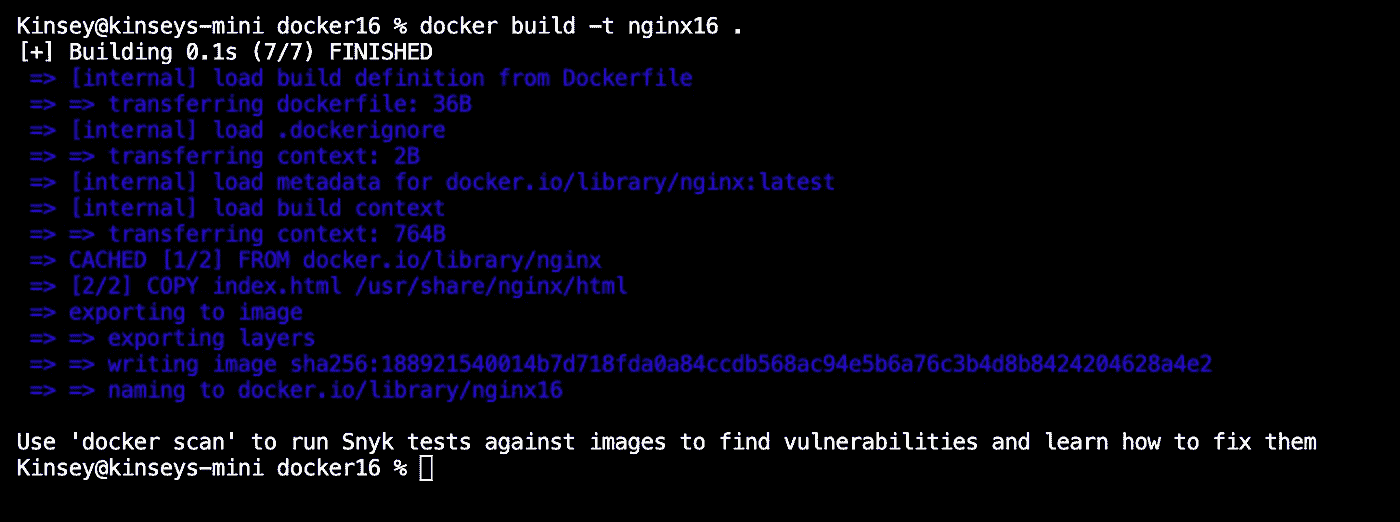 Kinsey@kinseys-mini docker16 % docker build -t nginx16 .
[+] Building 0.1s (7/7) FINISHED
=> [internal] load build definition from Dockerfile
=> => transferring dockerfile: 36B
=> [internal] load .dockerignore
=> => transferring context: 2B
=> [internal] load metadata for docker.io/library/nginx:latest
=> [internal] load build context
=> => transferring context: 764B
=> CACHED [1/2] FROM docker.io/library/nginx
=> [2/2] COPY index.html /usr/share/nginx/html
=> exporting to image
=> => exporting layers
=> => writing image sha256:188921540014b7d718fda0a84ccdb568ac94e5b6a76c3b4d8b8424204628a4e2
=> => naming to docker.io/library/nginx16
Use 'docker scan' to run Snyk tests against images to find vulnerabilities and learn how to fix them
Kinsey@kinseys-mini docker16 %